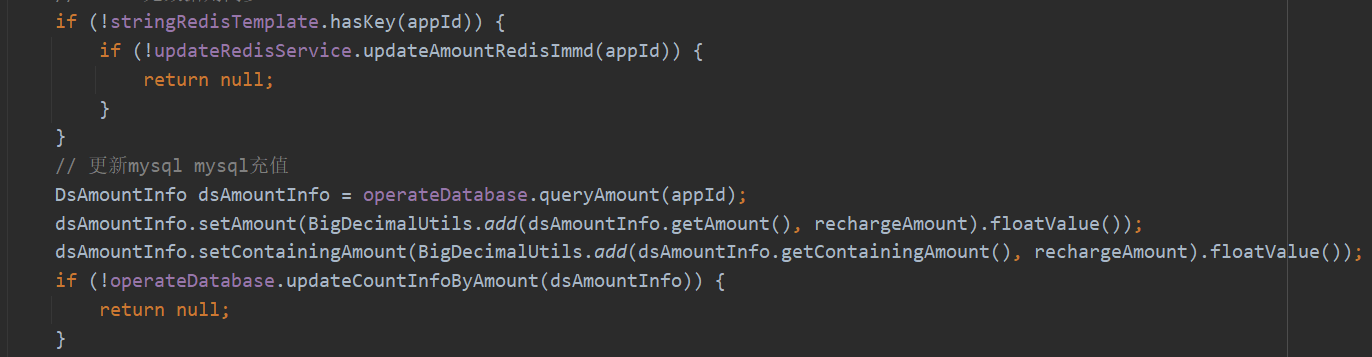 if (!stringRedisTemplate.hasKey(appId)) {
if (!updateRedisService.updateAmountRedisImmd(appId)) {
return null;
}
}
// 更新mysql mysql充值
DsAmountInfo dsAmountInfo = operateDatabase.queryAmount(appId);
dsAmountInfo.setAmount(BigDecimalUtils.add(dsAmountInfo.getAmount(), rechargeAmount).floatValue());
dsAmountInfo.setContainingAmount(BigDecimalUtils.add(dsAmountInfo.getContainingAmount(), rechargeAmount).floatValue());
if (!operateDatabase.updateCountInfoByAmount(dsAmountInfo)) {
return null;
}